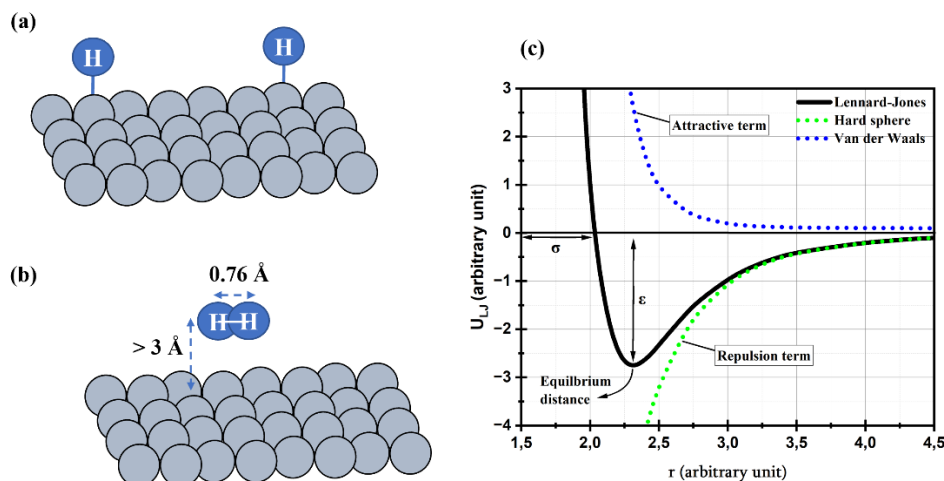 (a)
H
H
(b)
0.76 Å
H H
> 3 Å
(c)
3
2
1
0
−1
−2
−3
−4
U_LJ (arbitrary unit)
Lennard-Jones
Hard sphere
Van der Waals
Attractive term
σ
ε
Repulsion term
Equilbrium
distance
1,5 2,0 2,5 3,0 3,5 4,0 4,5
r (arbitrary unit)